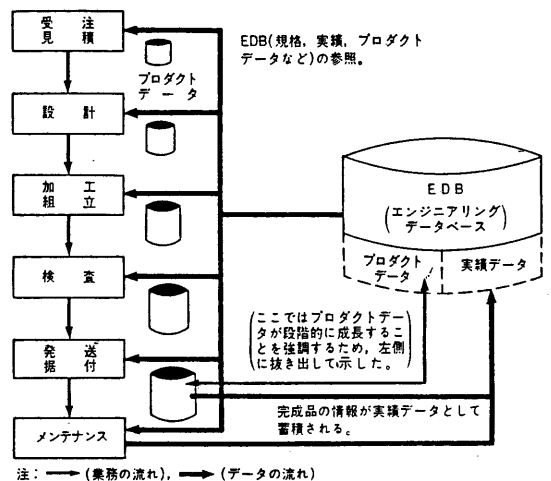 受注
見積
設計
加工
組立
検査
発送
据付
メンテナンス
プロダクト
データ
EDB(規格,実績,プロダクト
データなど)の参照。
EDB
(エンジニアリング
データベース)
プロダクト
データ
実績データ
(ここではプロダクトデー
タが段階的に成長するこ
とを強調するため,左側
に抜き出して示した。)
完成品の情報が実績データとして
蓄積される。
注:→(業務の流れ),→(データの流れ)